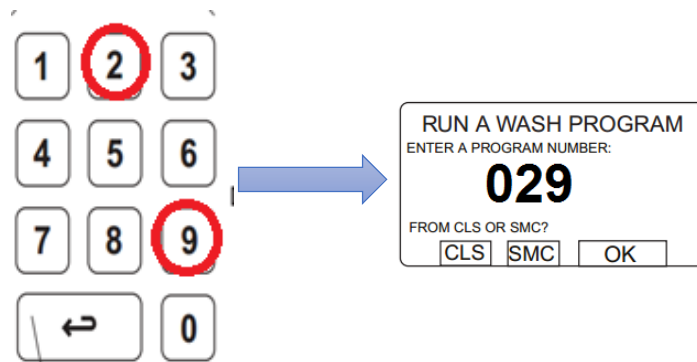 1 2 3
4 5 6
7 8 9
0
RUN A WASH PROGRAM
ENTER A PROGRAM NUMBER:
029
FROM CLS OR SMC?
CLS SMC OK